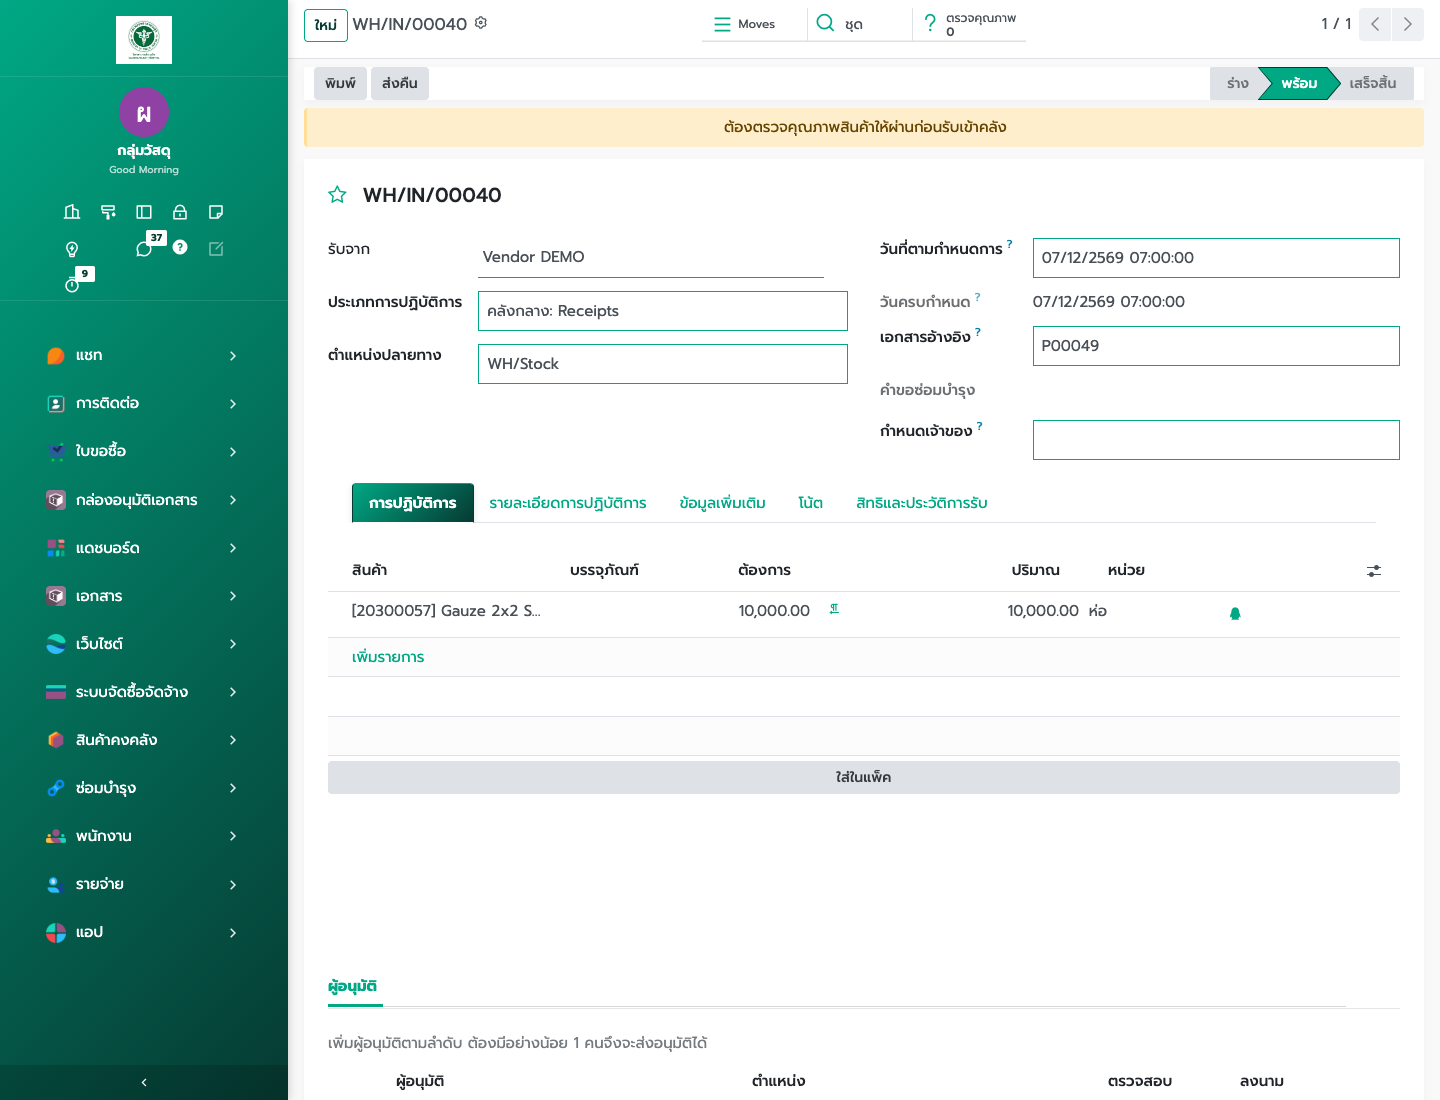 ผ
กลุ่มวัสดุ
Good Morning
37
?
9
แชท
การติดต่อ
ใบขอซื้อ
กล่องอนุมัติเอกสาร
แดชบอร์ด
เอกสาร
เว็บไซต์
ระบบจัดซื้อจัดจ้าง
สินค้าคงคลัง
ซ่อมบำรุง
พนักงาน
รายจ่าย
แอป
ใหม่ WH/IN/00040
Moves
ชุด
ตรวจคุณภาพ
0
1 / 1
พิมพ์ ส่งคืน
ร่าง พร้อม เสร็จสิ้น
ต้องตรวจคุณภาพสินค้าให้ผ่านก่อนรับเข้าคลัง
WH/IN/00040
รับจาก Vendor DEMO
ประเภทการปฏิบัติการ คลังกลาง: Receipts
ตำแหน่งปลายทาง WH/Stock
วันที่ตามกำหนดการ ? 07/12/2569 07:00:00
วันครบกำหนด ? 07/12/2569 07:00:00
เอกสารอ้างอิง ? P00049
คำขอซ่อมบำรุง
กำหนดเจ้าของ ?
การปฏิบัติการ รายละเอียดการปฏิบัติการ ข้อมูลเพิ่มเติม โน้ต สิทธิและประวัติการรับ
สินค้า บรรจุภัณฑ์ ต้องการ ปริมาณ หน่วย
[20300057] Gauze 2x2 S... 10,000.00 10,000.00 ห่อ
เพิ่มรายการ
ใส่ในแพ็ค
ผู้อนุมัติ
เพิ่มผู้อนุมัติตามลำดับ ต้องมีอย่างน้อย 1 คนจึงจะส่งอนุมัติได้
ผู้อนุมัติ ตำแหน่ง ตรวจสอบ ลงนาม